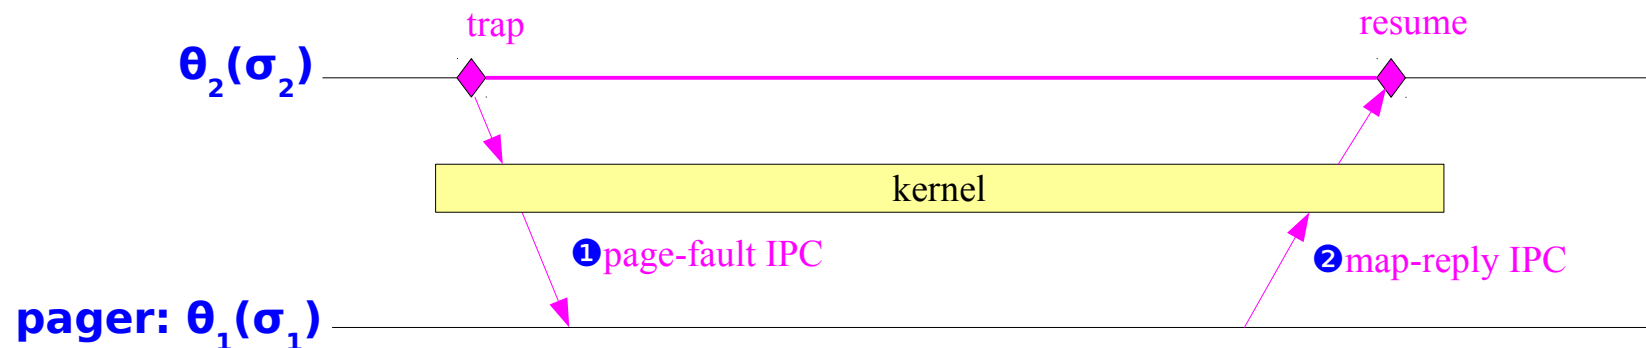 trap
resume
θ₂(σ₂)
kernel
❶page-fault IPC
❷map-reply IPC
pager: θ₁(σ₁)